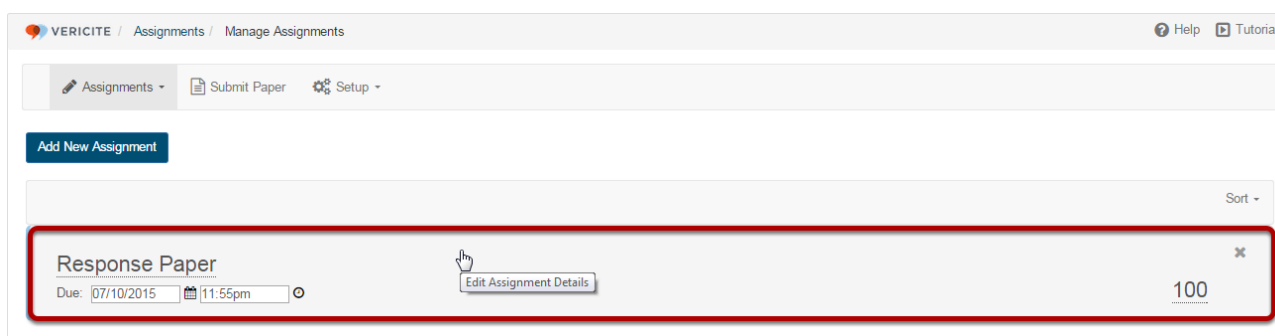 VERICITE / Assignments / Manage Assignments Help Tutoria
Assignments Submit Paper Setup
Add New Assignment
Sort
Response Paper
Edit Assignment Details
Due: 07/10/2015 11:55pm 100